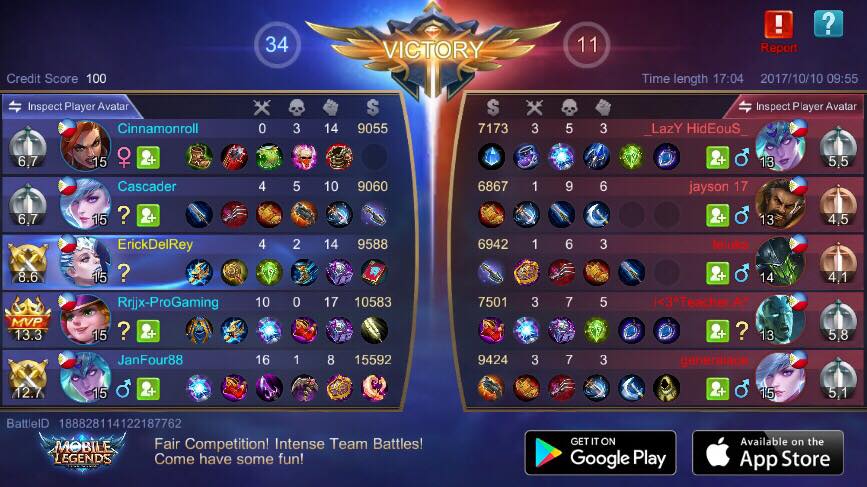 34 VICTORY 11
Report
Credit Score 100
Time length 17:04 2017/10/10 09:55
Inspect Player Avatar
Inspect Player Avatar
6,7 15 Cinnamonroll 0 3 14 9055
7173 3 5 3 _LazY HidEouS_ 13 5,5
6,7 15 Cascader 4 5 10 9060
6867 1 9 6 jayson 17 13 4,5
8.6 15 ErickDelRey 4 2 14 9588
6942 1 6 3 14 4,1
MVP 13.3 15 Rrjjx-ProGaming 10 0 17 10583
7501 3 7 5 i<3*Teacher.A* 13 5,8
12.7 15 JanFour88 16 1 8 15592
9424 3 7 3 15 5,1
BattleID 188828114122187762
MOBILE LEGENDS
Fair Competition! Intense Team Battles!
Come have some fun!
GET IT ON
Google Play
Available on the
App Store